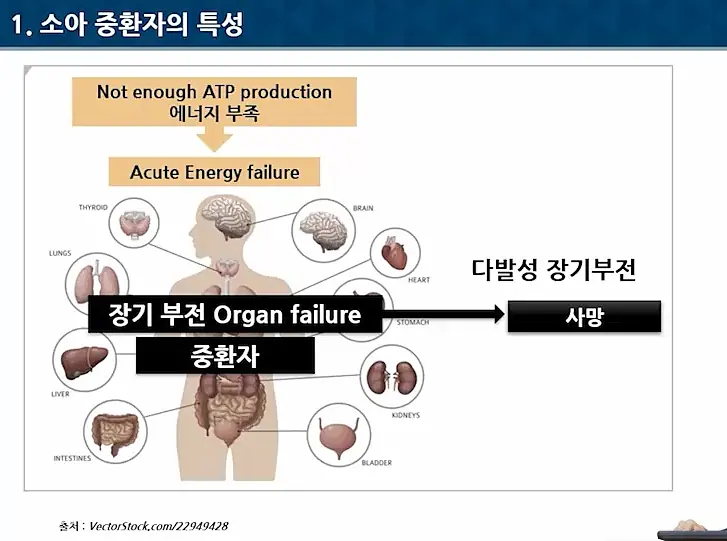 1. 소아 중환자의 특성
Not enough ATP production
에너지 부족
Acute Energy failure
THYROID
BRAIN
LUNGS
HEART
다발성 장기부전
장기 부전 Organ failure
사망
STOMACH
중환자
LIVER
KIDNEYS
INTESTINES
BLADDER
출처 : VectorStock.com/22949428